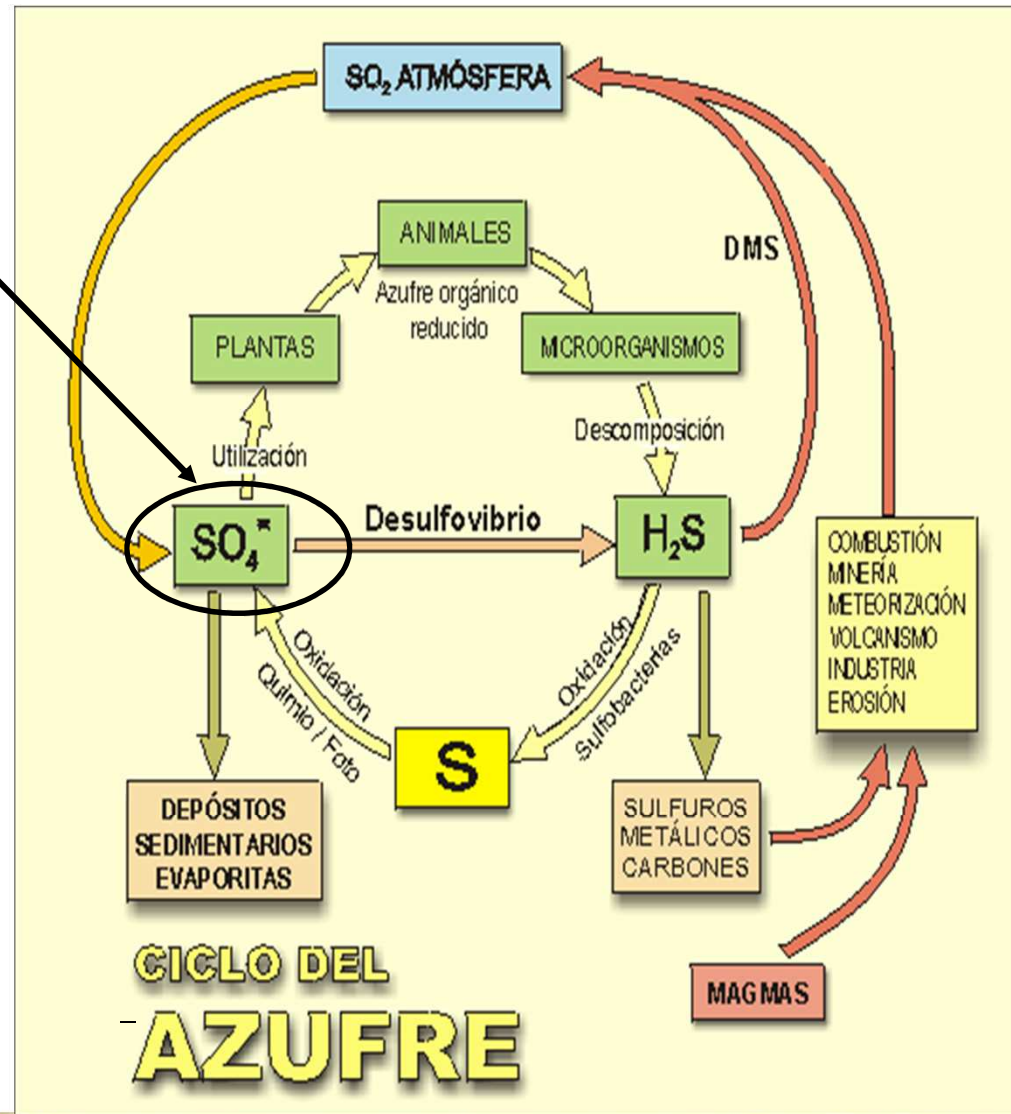 SO₂ ATMÓSFERA
ANIMALES
DMS
Azufre orgánico
reducido
PLANTAS
MICROORGANISMOS
Descomposición
Utilización
SO₄⁼
Desulfovibrio
H₂S
COMBUSTIÓN
MINERÍA
METEORIZACIÓN
VOLCANISMO
INDUSTRIA
EROSIÓN
Oxidación
Quimio / Foto
Oxidación
Sulfobacterias
S
DEPÓSITOS
SEDIMENTARIOS
EVAPORITAS
SULFUROS
METÁLICOS
CARBONES
MAGMAS
CICLO DEL
AZUFRE